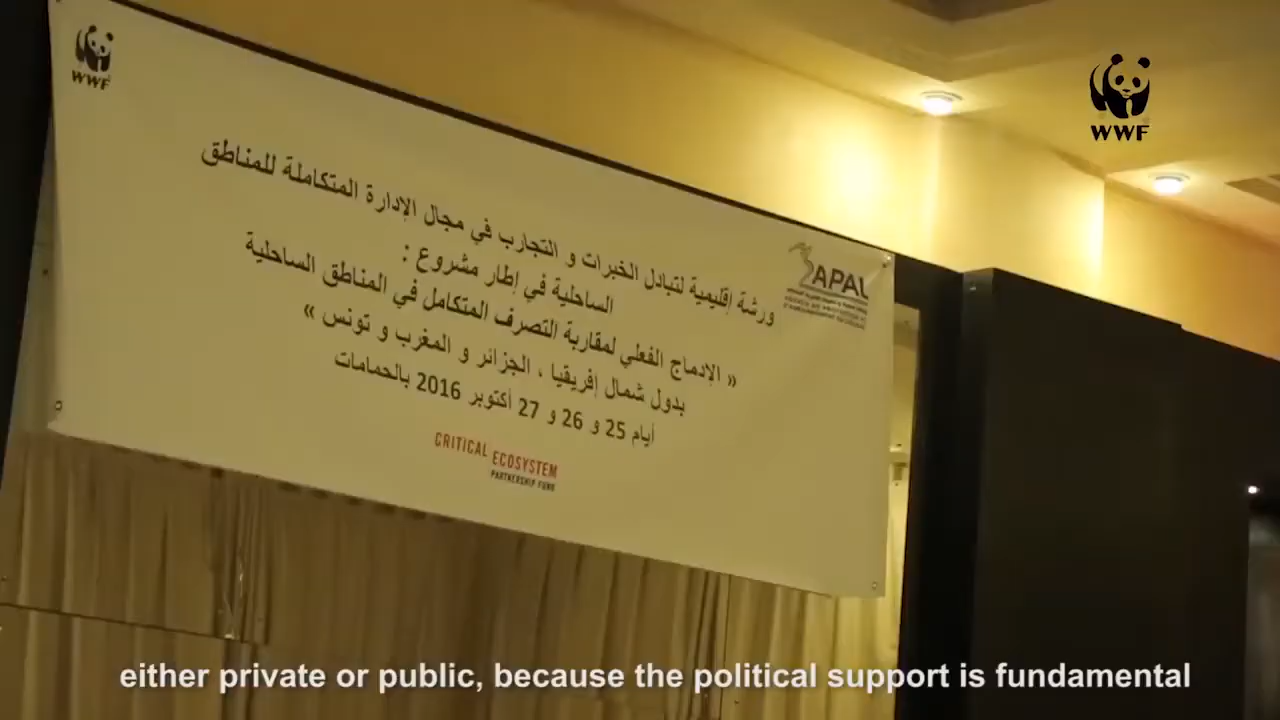 WWF
WWF
APAL
ورشة إقليمية لتبادل الخبرات و التجارب في مجال الإدارة المتكاملة للمناطق
الساحلية في إطار مشروع :
« الإدماج الفعلي لمقاربة التصرف المتكامل في المناطق الساحلية
بدول شمال إفريقيا ، الجزائر و المغرب و تونس »
أيام 25 و 26 و 27 أكتوبر 2016 بالحمامات
CRITICAL ECOSYSTEM
PARTNERSHIP FUND
either private or public, because the political support is fundamental